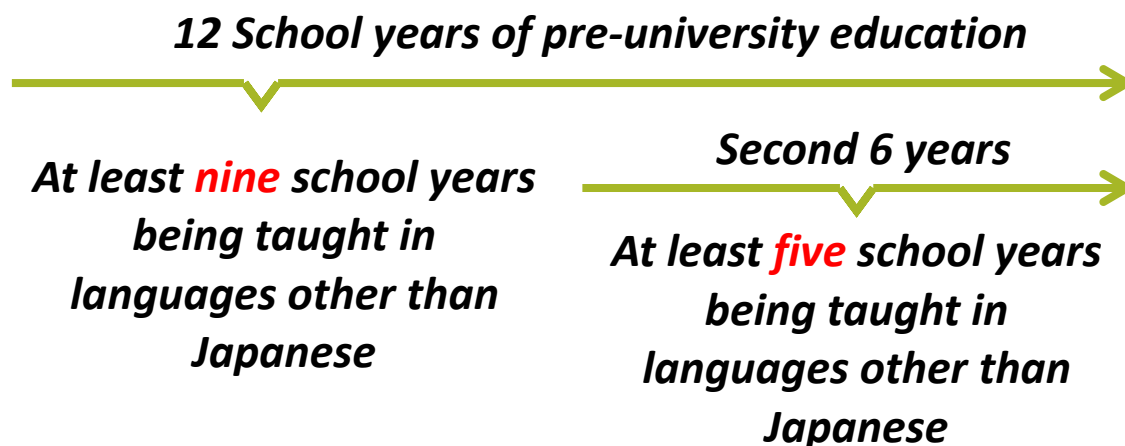 12 School years of pre-university education
At least nine school years
being taught in
languages other than
Japanese
Second 6 years
At least five school years
being taught in
languages other than
Japanese